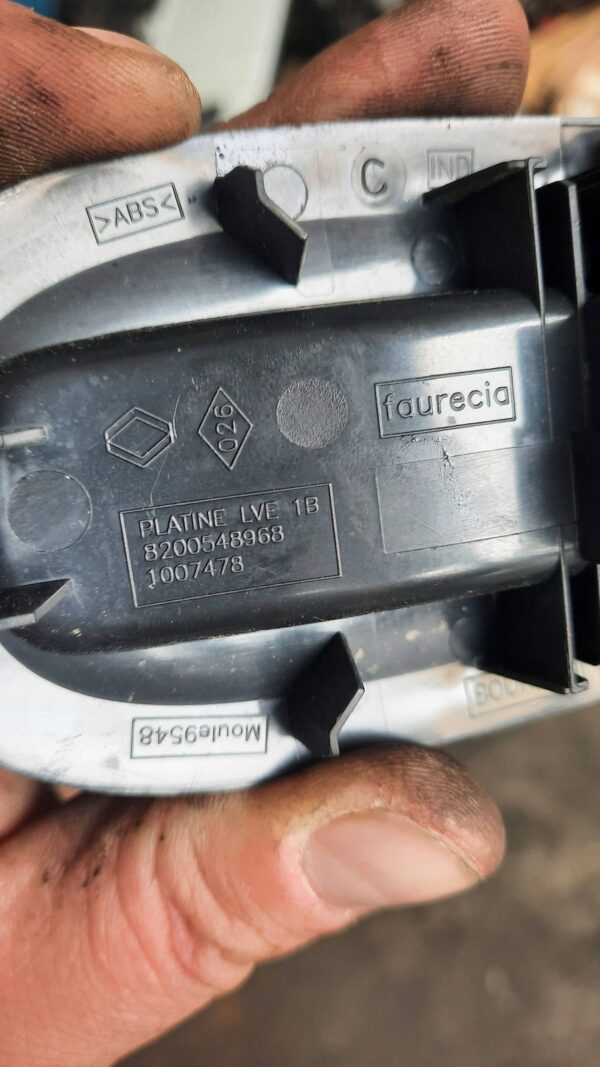 >ABS<
C
IND
faurecia
026
PLATINE LVE 1B
8200548968
1007478
Moule9548